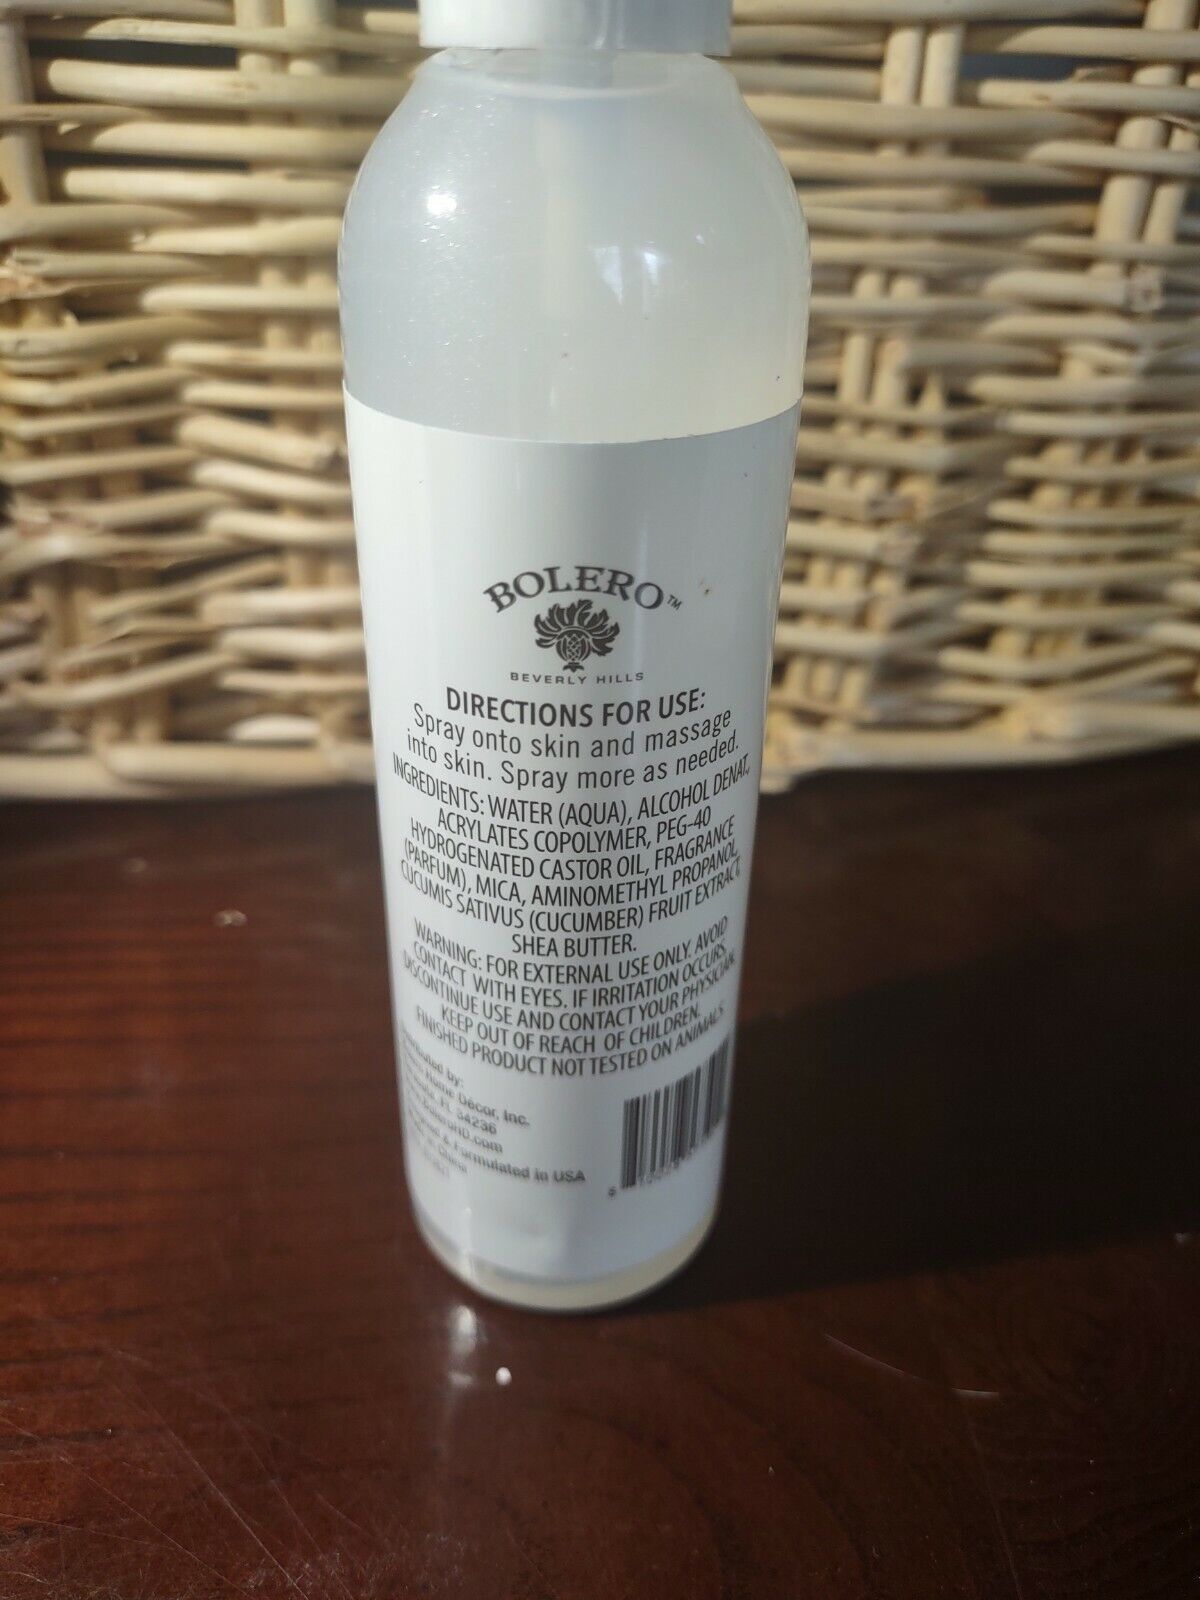 BOLERO™
BEVERLY HILLS
DIRECTIONS FOR USE:
Spray onto skin and massage
into skin. Spray more as needed.
INGREDIENTS: WATER (AQUA), ALCOHOL DENAT,
ACRYLATES COPOLYMER, PEG-40
HYDROGENATED CASTOR OIL, FRAGRANCE
(PARFUM), MICA, AMINOMETHYL PROPANOL,
CUCUMIS SATIVUS (CUCUMBER) FRUIT EXTRACT,
SHEA BUTTER.
WARNING: FOR EXTERNAL USE ONLY. AVOID
CONTACT WITH EYES. IF IRRITATION OCCURS,
DISCONTINUE USE AND CONTACT YOUR PHYSICIAN.
KEEP OUT OF REACH OF CHILDREN.
FINISHED PRODUCT NOT TESTED ON ANIMALS.
by:
Home Décor, Inc.
FL 34236
& Formulated in USA
in China